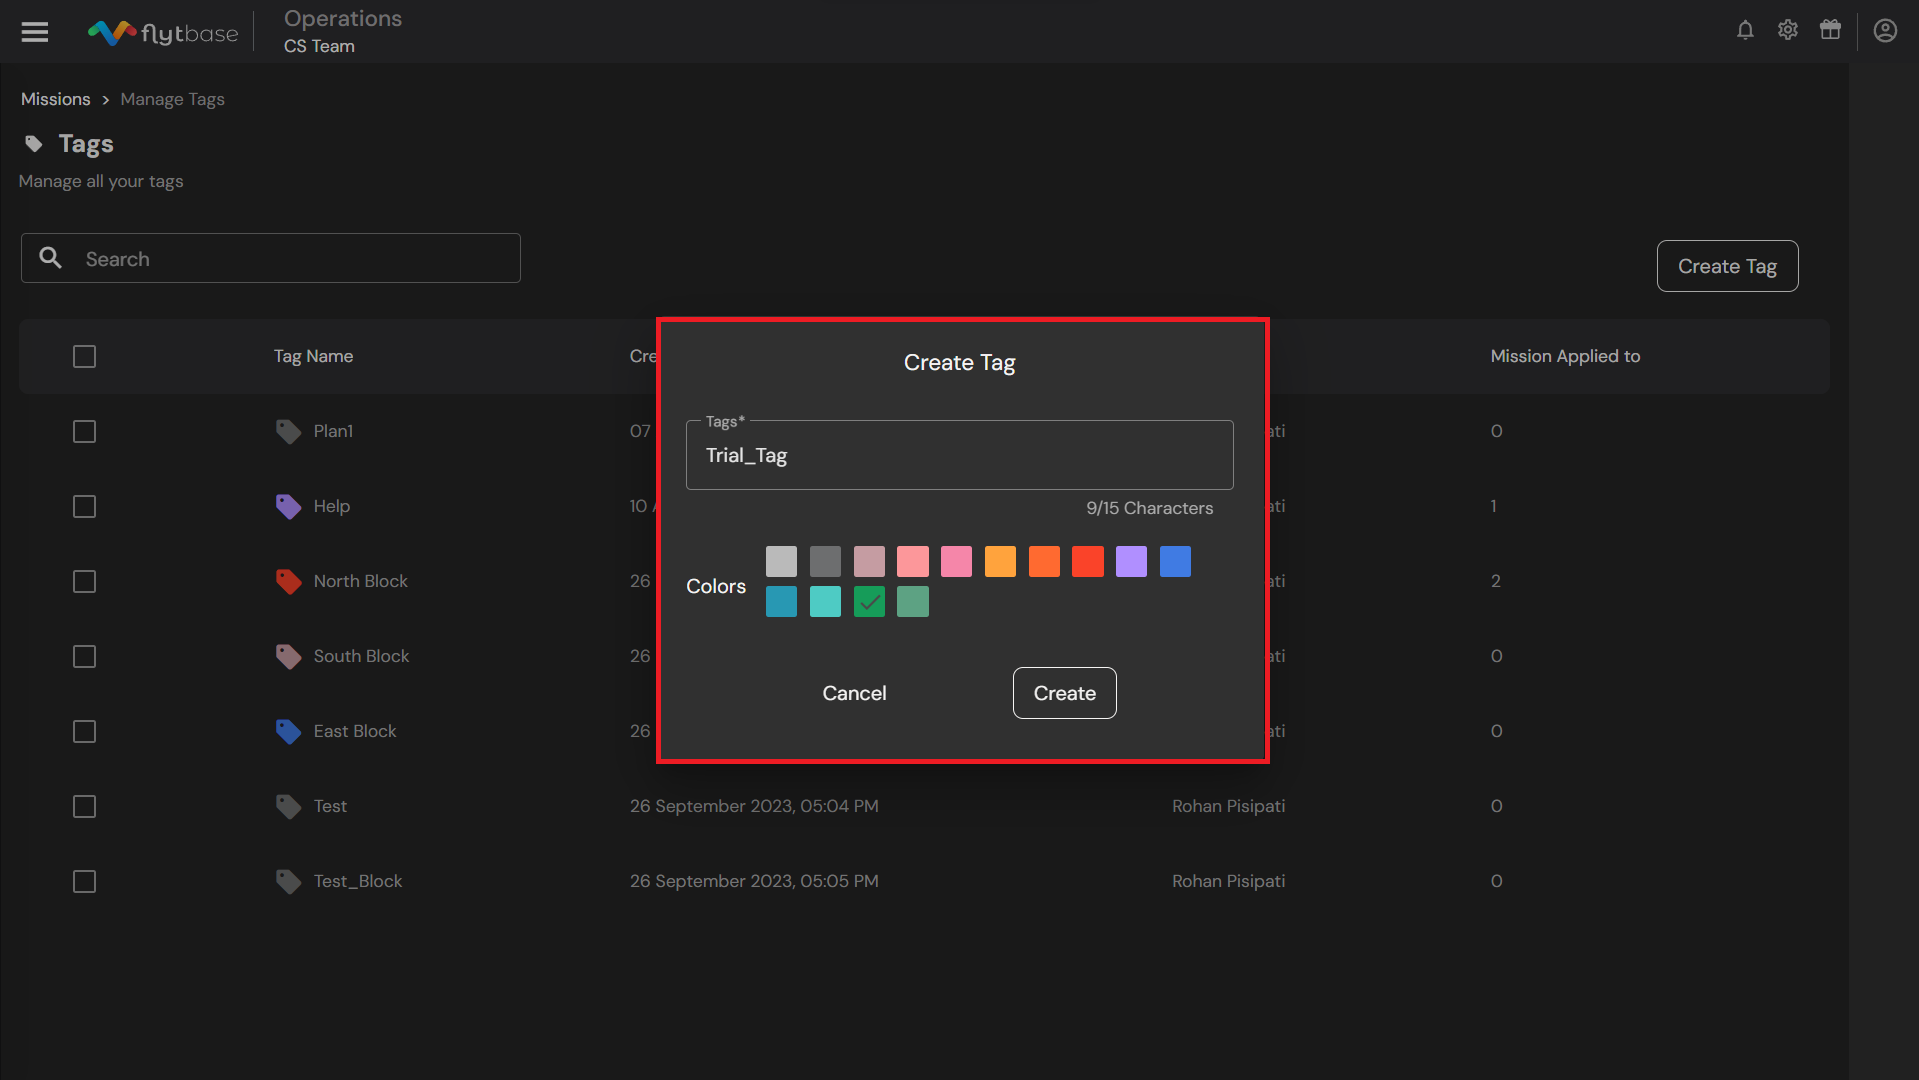 flytbase
Operations
CS Team
Missions > Manage Tags
Tags
Manage all your tags
Search
Create Tag
Tag Name Cre Mission Applied to
Plan1 07 ati 0
Help 10 A ati 1
North Block 26 ati 2
South Block 26 ati 0
East Block 26 ati 0
Test 26 September 2023, 05:04 PM Rohan Pisipati 0
Test_Block 26 September 2023, 05:05 PM Rohan Pisipati 0
Create Tag
Tags*
Trial_Tag
9/15 Characters
Colors
Cancel Create